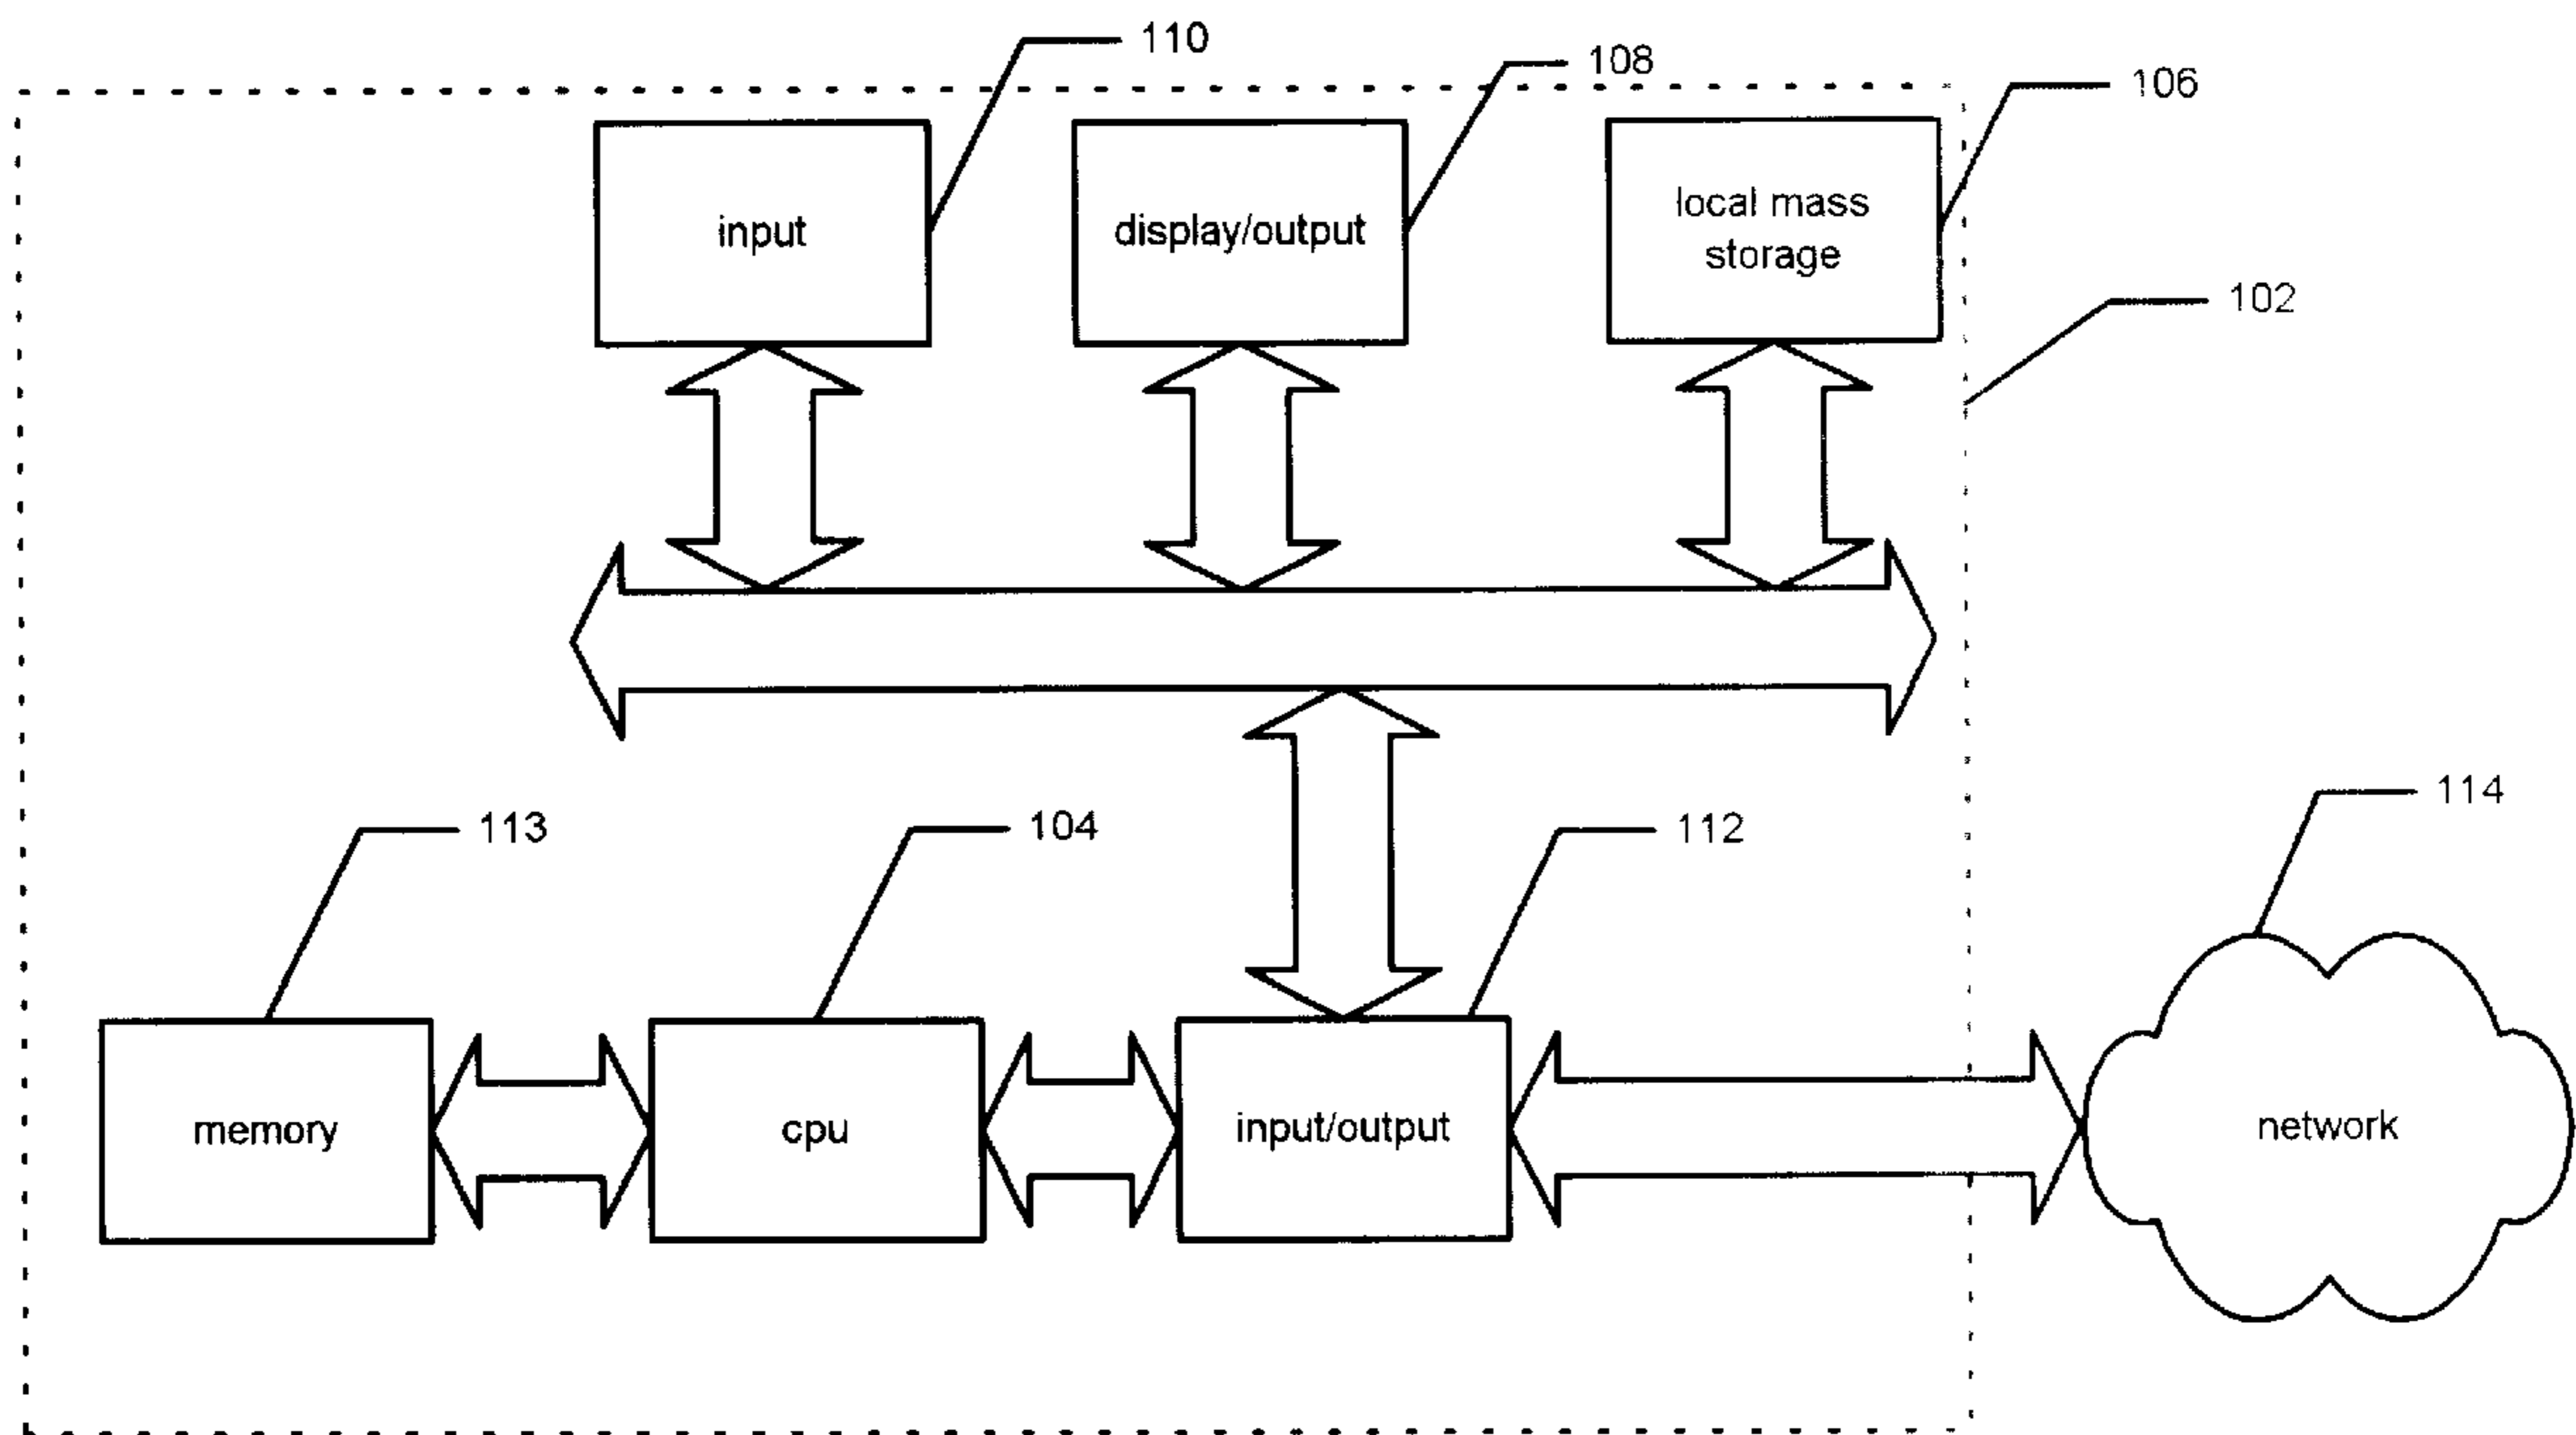 110
108
106
input
display/output
local mass
storage
102
114
113
104
112
memory
cpu
input/output
network